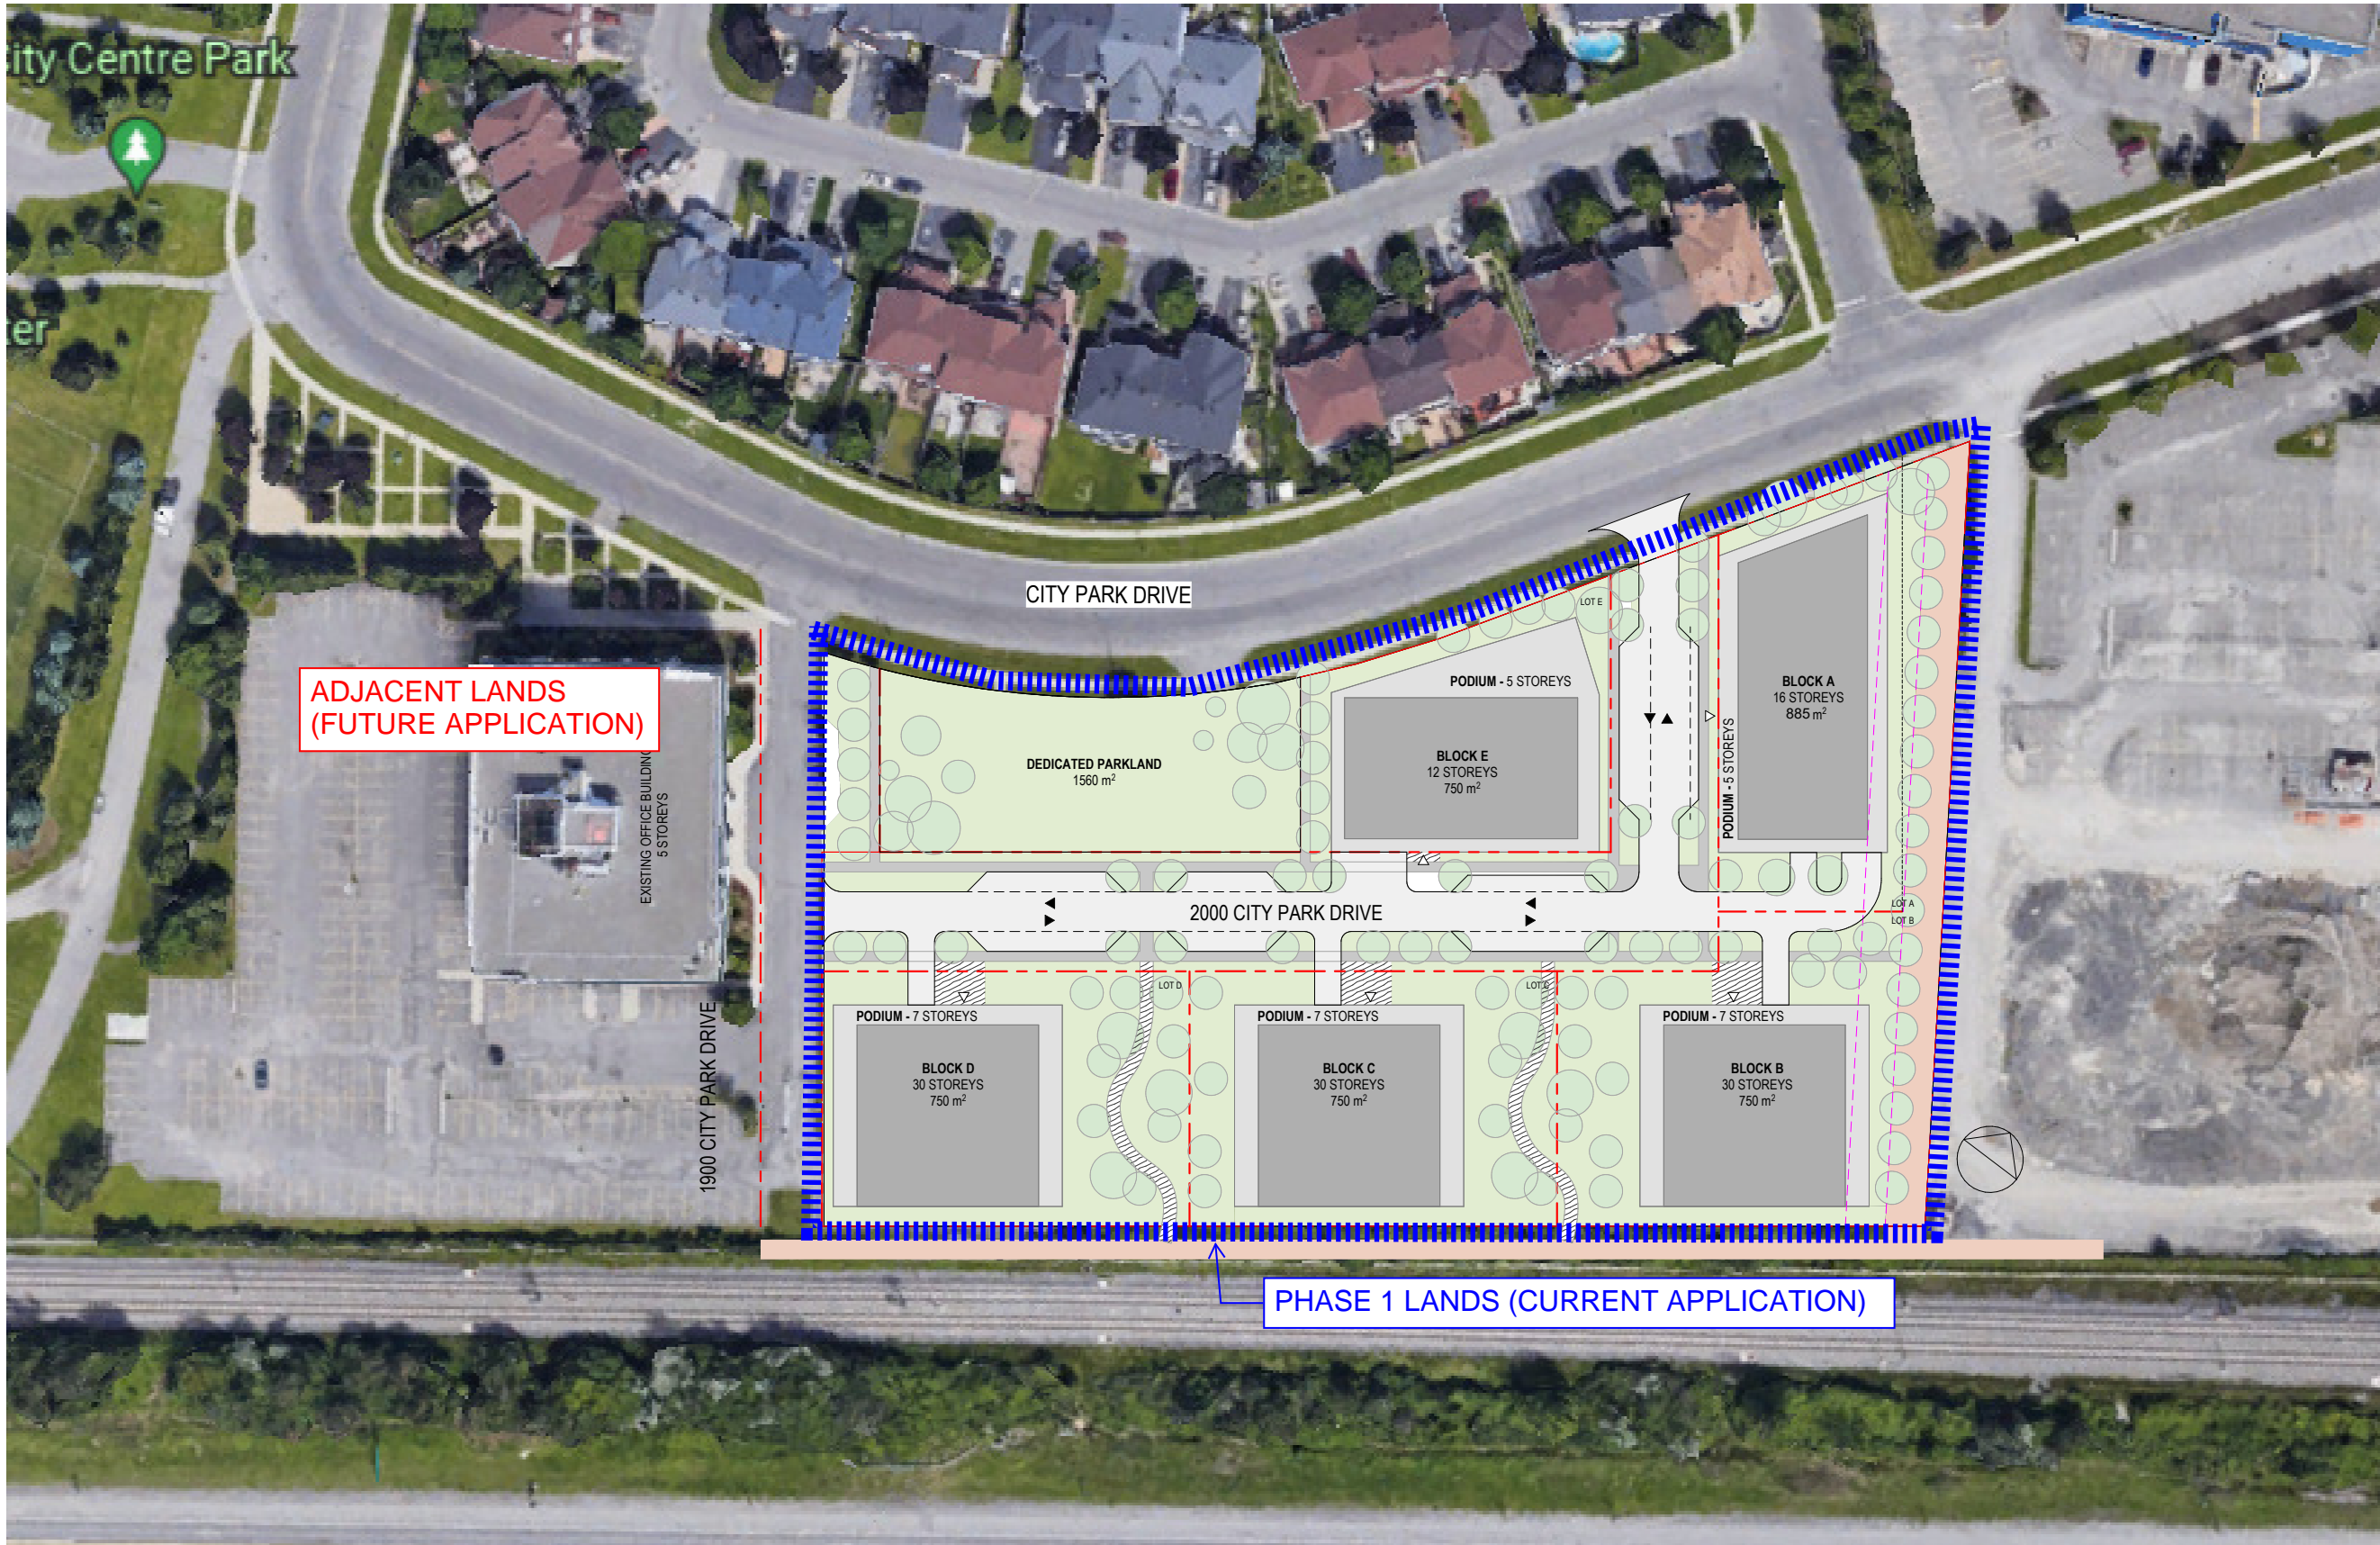 City Centre Park
ter
CITY PARK DRIVE
ADJACENT LANDS
(FUTURE APPLICATION)
EXISTING OFFICE BUILDING
5 STOREYS
1900 CITY PARK DRIVE
DEDICATED PARKLAND
1560 m²
LOT E
PODIUM - 5 STOREYS
BLOCK E
12 STOREYS
750 m²
BLOCK A
16 STOREYS
885 m²
PODIUM - 5 STOREYS
2000 CITY PARK DRIVE
LOT A
LOT B
LOT D
LOT C
PODIUM - 7 STOREYS
BLOCK D
30 STOREYS
750 m²
PODIUM - 7 STOREYS
BLOCK C
30 STOREYS
750 m²
PODIUM - 7 STOREYS
BLOCK B
30 STOREYS
750 m²
PHASE 1 LANDS (CURRENT APPLICATION)